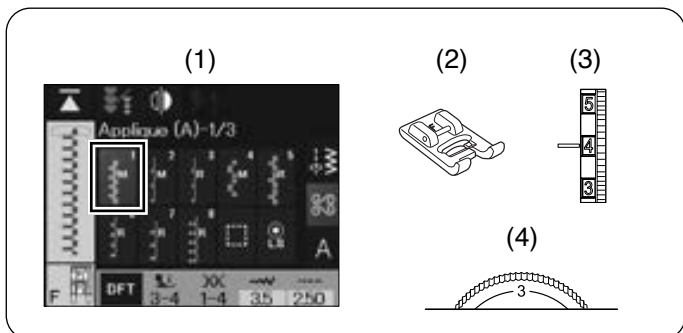 (1)
(2)
(3)
Applique (A)-1/3
1 M
2 M
3 R
4 M
5 R
R
7 R
8 R
LB
A
F
DFT
3-4
1-4
3.5
2.50
5
4
3
(4)
3